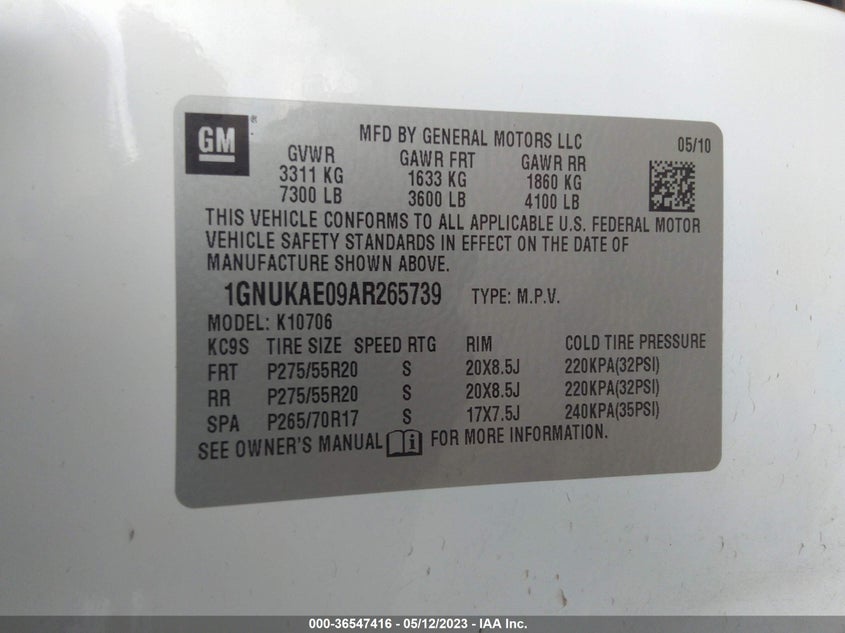 GM ®
MFD BY GENERAL MOTORS LLC 05/10
GVWR GAWR FRT GAWR RR
3311 KG 1633 KG 1860 KG
7300 LB 3600 LB 4100 LB
THIS VEHICLE CONFORMS TO ALL APPLICABLE U.S. FEDERAL MOTOR
VEHICLE SAFETY STANDARDS IN EFFECT ON THE DATE OF
MANUFACTURE SHOWN ABOVE.
1GNUKAE09AR265739 TYPE: M.P.V.
MODEL: K10706
KC9S TIRE SIZE SPEED RTG RIM COLD TIRE PRESSURE
FRT P275/55R20 S 20X8.5J 220KPA(32PSI)
RR P275/55R20 S 20X8.5J 220KPA(32PSI)
SPA P265/70R17 S 17X7.5J 240KPA(35PSI)
SEE OWNER'S MANUAL FOR MORE INFORMATION.
000-36547416 - 05/12/2023 - IAA Inc.